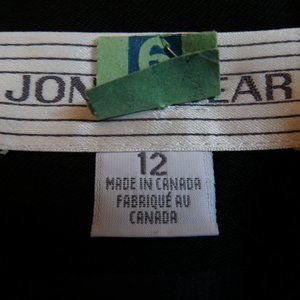 6
JON EAR
12
MADE IN CANADA
FABRIQUÉ AU
CANADA